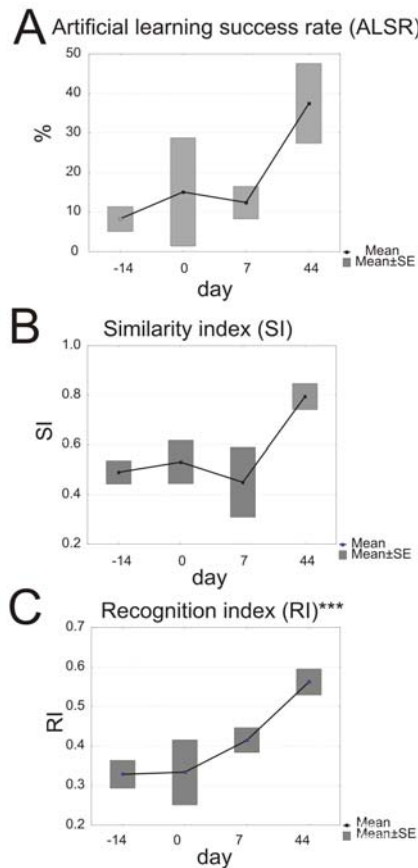 A Artificial learning success rate (ALSR)
50
40
30
20
10
0
%
-14 0 7 44
day
Mean
Mean±SE
B Similarity index (SI)
1.0
0.8
0.6
0.4
0.2
SI
-14 0 7 44
day
Mean
Mean±SE
C Recognition index (RI)***
0.7
0.6
0.5
0.4
0.3
0.2
RI
-14 0 7 44
day
Mean
Mean±SE